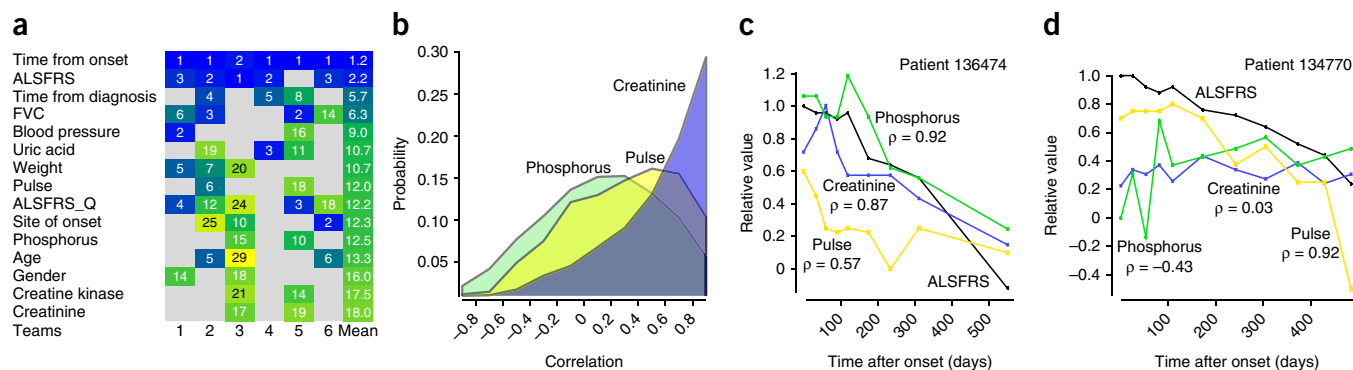 a
Time from onset 1 1 2 1 1 1 1.2
ALSFRS 3 2 1 2 3 2.2
Time from diagnosis 4 5 8 5.7
FVC 6 3 2 14 6.3
Blood pressure 2 16 9.0
Uric acid 19 3 11 10.7
Weight 5 7 20 10.7
Pulse 6 18 12.0
ALSFRS_Q 4 12 24 3 18 12.2
Site of onset 25 10 2 12.3
Phosphorus 15 10 12.5
Age 5 29 6 13.3
Gender 14 18 16.0
Creatine kinase 21 14 17.5
Creatinine 17 19 18.0
Teams 1 2 3 4 5 6 Mean
b
Probability
0.30
0.25
0.20
0.15
0.10
0.05
Creatinine
Phosphorus
Pulse
−0.8 −0.6 −0.4 −0.2 0 0.2 0.4 0.6 0.8
Correlation
c
Patient 136474
Relative value
1.2
1.0
0.8
0.6
0.4
0.2
0
Phosphorus
ρ = 0.92
Creatinine
ρ = 0.87
Pulse
ρ = 0.57
ALSFRS
100 200 300 400 500
Time after onset (days)
d
Patient 134770
Relative value
1.0
0.8
0.6
0.4
0.2
0
−0.2
−0.4
ALSFRS
Creatinine
ρ = 0.03
Phosphorus
ρ = −0.43
Pulse
ρ = 0.92
100 200 300 400
Time after onset (days)